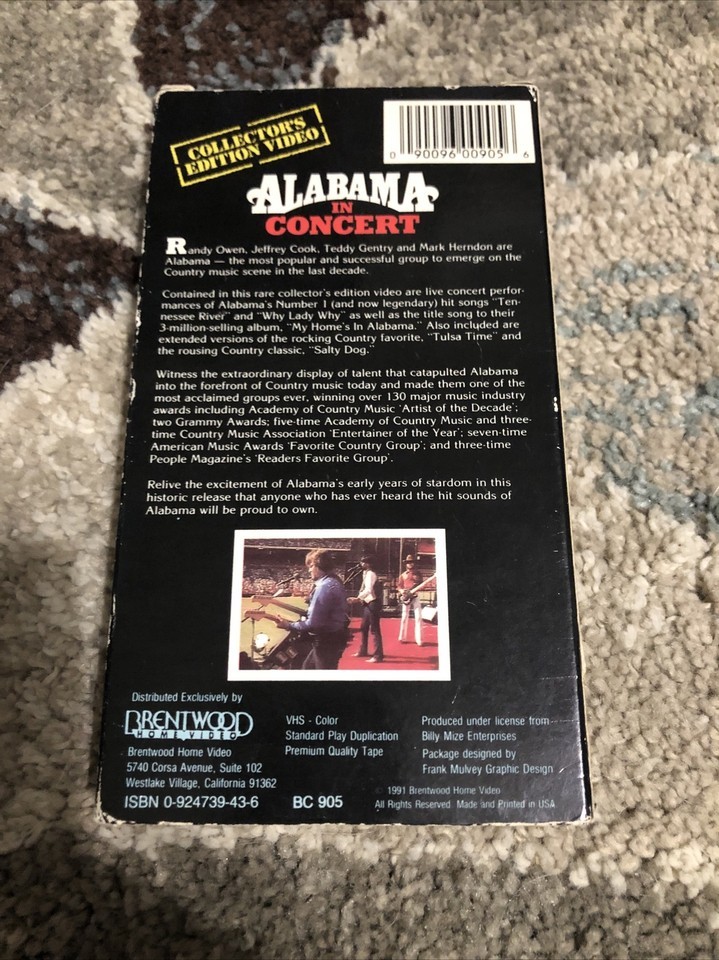 COLLECTOR'S
EDITION VIDEO
0 90096 00905 6
ALABAMA
IN
CONCERT
Randy Owen, Jeffrey Cook, Teddy Gentry and Mark Herndon are
Alabama — the most popular and successful group to emerge on the
Country music scene in the last decade.
Contained in this rare collector's edition video are live concert perfor-
mances of Alabama's Number 1 (and now legendary) hit songs "Ten-
nessee River" and "Why Lady Why" as well as the title song to their
3-million-selling album, "My Home's In Alabama." Also included are
extended versions of the rocking Country favorite, "Tulsa Time" and
the rousing Country classic, "Salty Dog."
Witness the extraordinary display of talent that catapulted Alabama
into the forefront of Country music today and made them one of the
most acclaimed groups ever, winning over 130 major music industry
awards including Academy of Country Music 'Artist of the Decade';
two Grammy Awards; five-time Academy of Country Music and three-
time Country Music Association 'Entertainer of the Year'; seven-time
American Music Awards 'Favorite Country Group'; and three-time
People Magazine's 'Readers Favorite Group'.
Relive the excitement of Alabama's early years of stardom in this
historic release that anyone who has ever heard the hit sounds of
Alabama will be proud to own.
Distributed Exclusively by
BRENTWOOD
HOME VIDEO
Brentwood Home Video
5740 Corsa Avenue, Suite 102
Westlake Village, California 91362
ISBN 0-924739-43-6 BC 905
VHS - Color
Standard Play Duplication
Premium Quality Tape
Produced under license from
Billy Mize Enterprises
Package designed by
Frank Mulvey Graphic Design
© 1991 Brentwood Home Video
All Rights Reserved Made and Printed in USA